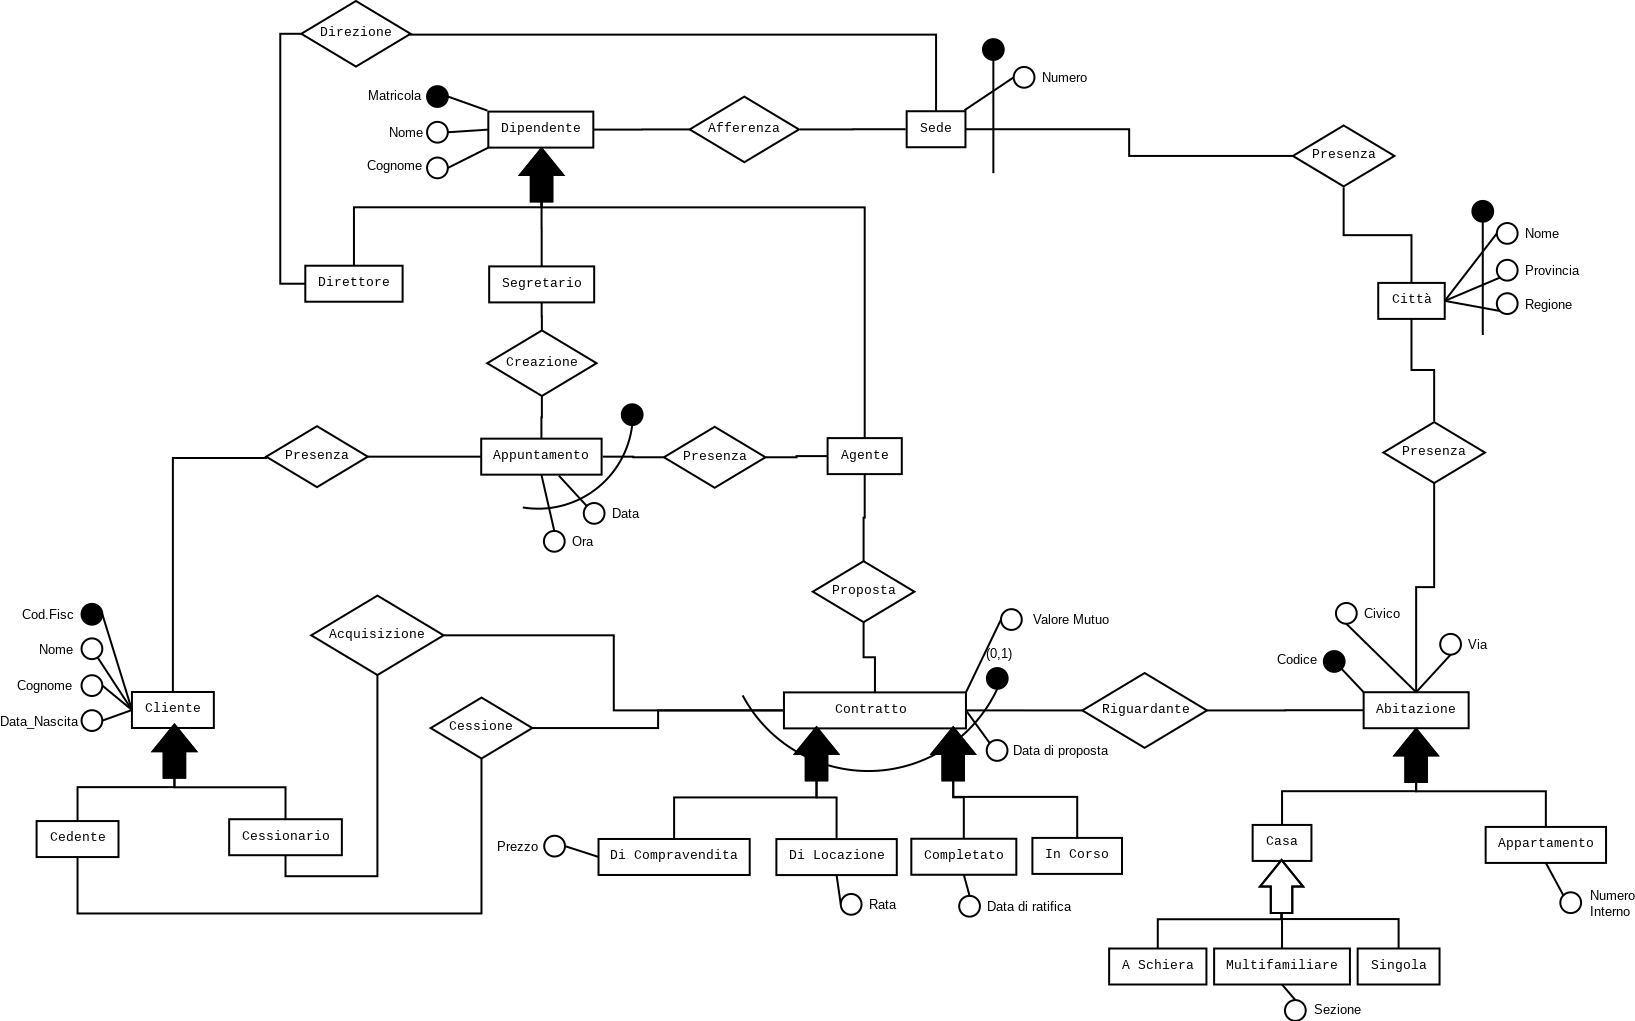 Direzione
Numero
Matricola
Dipendente
Afferenza
Sede
Nome
Cognome
Presenza
Nome
Provincia
Regione
Direttore
Segretario
Città
Creazione
Presenza
Appuntamento
Presenza
Agente
Presenza
Data
Ora
Proposta
Cod.Fisc
Nome
Cognome
Data_Nascita
Cliente
Acquisizione
Cessione
Valore Mutuo
(0,1)
Contratto
Data di proposta
Riguardante
Civico
Via
Codice
Abitazione
Cedente
Cessionario
Prezzo
Di Compravendita
Di Locazione
Completato
In Corso
Rata
Data di ratifica
Casa
Appartamento
Numero
Interno
A Schiera
Multifamiliare
Singola
Sezione